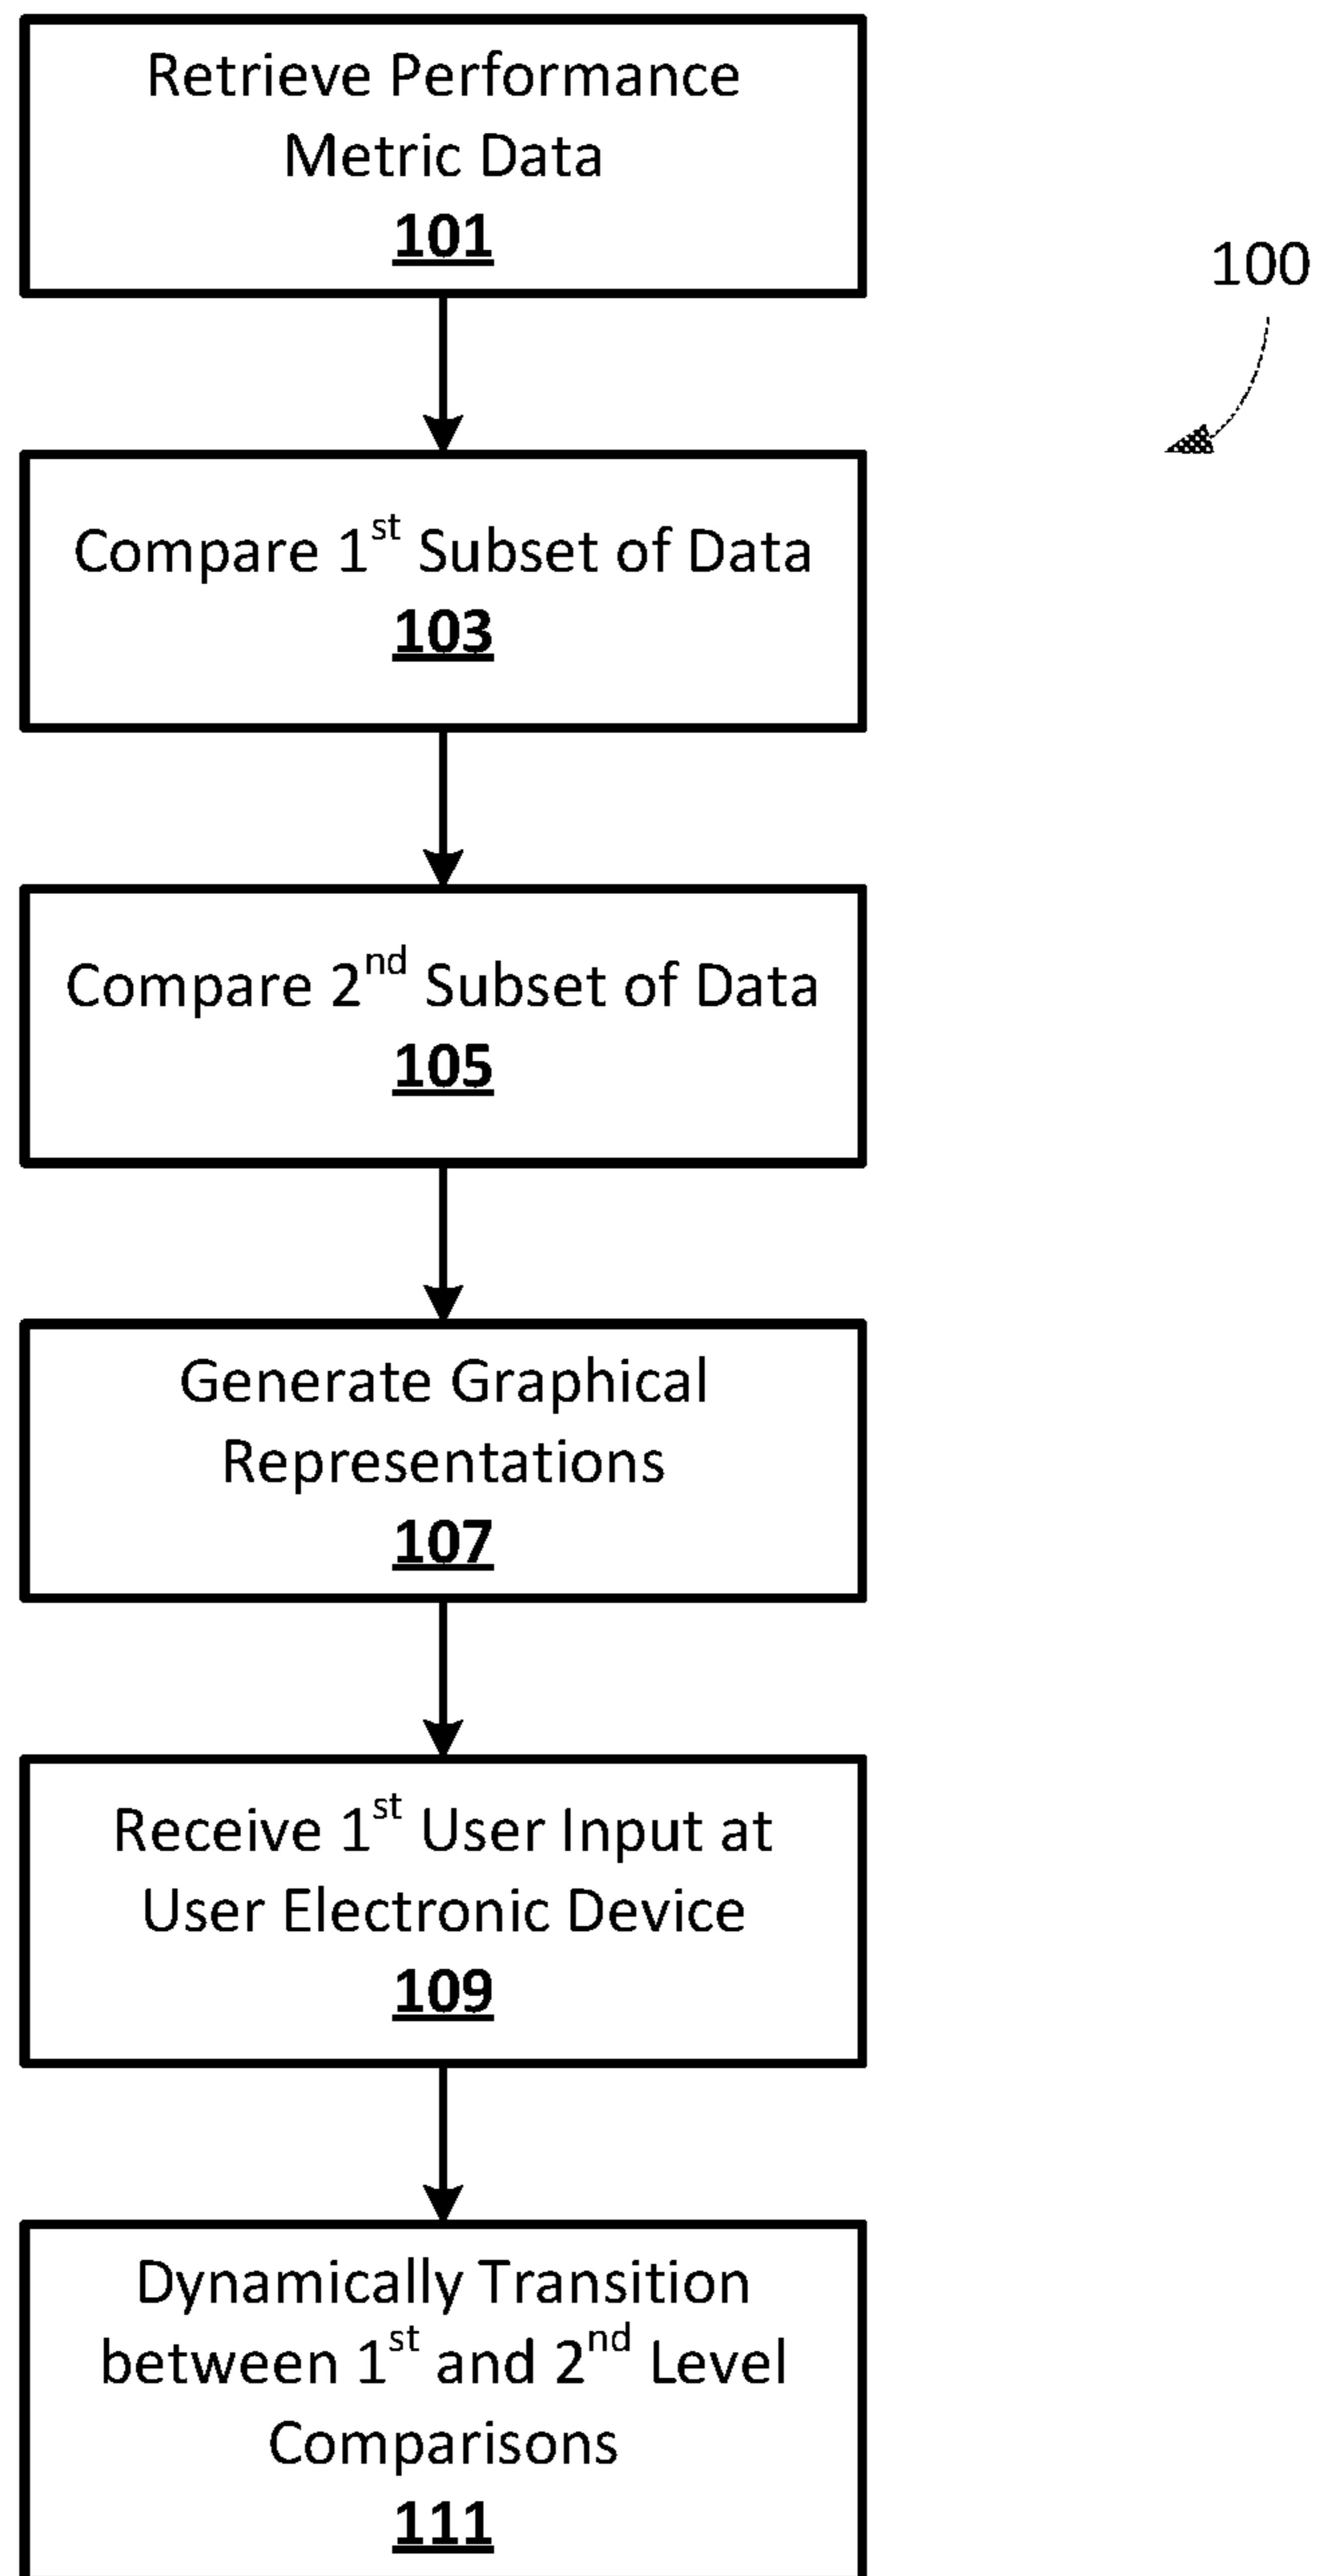 Retrieve Performance
Metric Data
101
100
Compare 1st Subset of Data
103
Compare 2nd Subset of Data
105
Generate Graphical
Representations
107
Receive 1st User Input at
User Electronic Device
109
Dynamically Transition
between 1st and 2nd Level
Comparisons
111